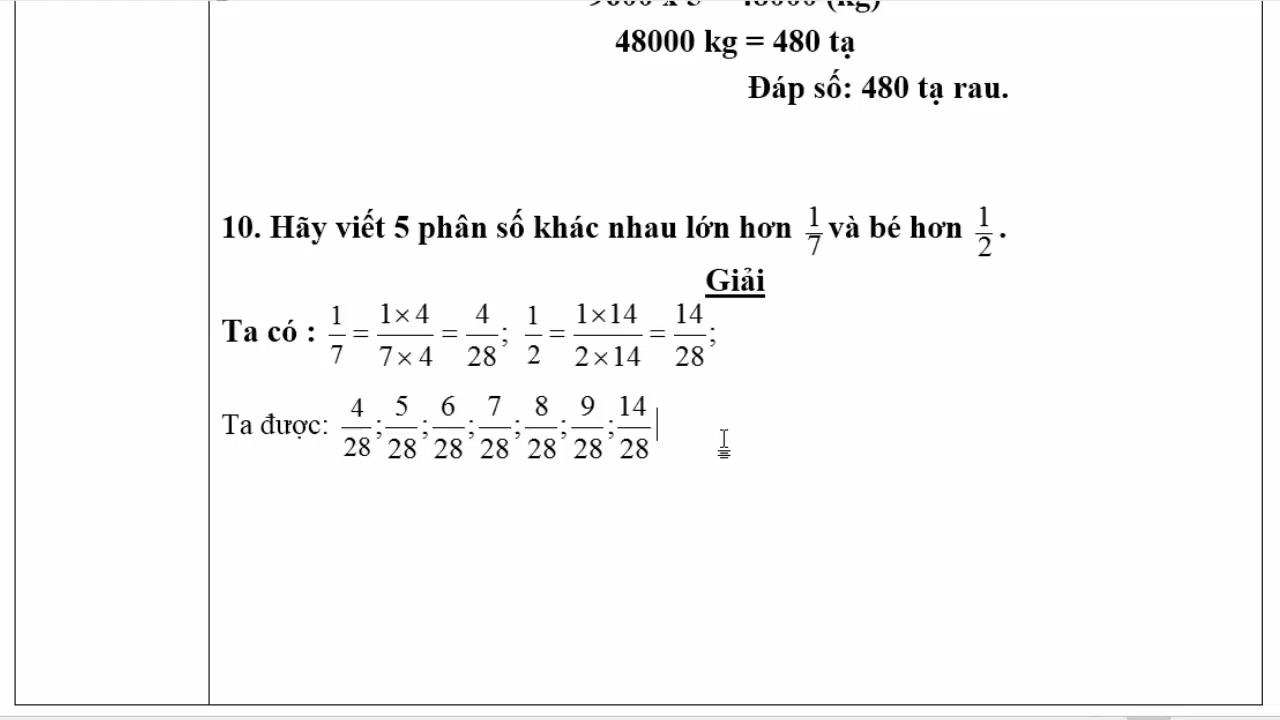 48000 kg = 480 tạ
Đáp số: 480 tạ rau.
10. Hãy viết 5 phân số khác nhau lớn hơn 1/7 và bé hơn 1/2 .
Giải
Ta có : 1/7 = 1×4/7×4 = 4/28; 1/2 = 1×14/2×14 = 14/28;
Ta được: 4/28;5/28;6/28;7/28;8/28;9/28;14/28